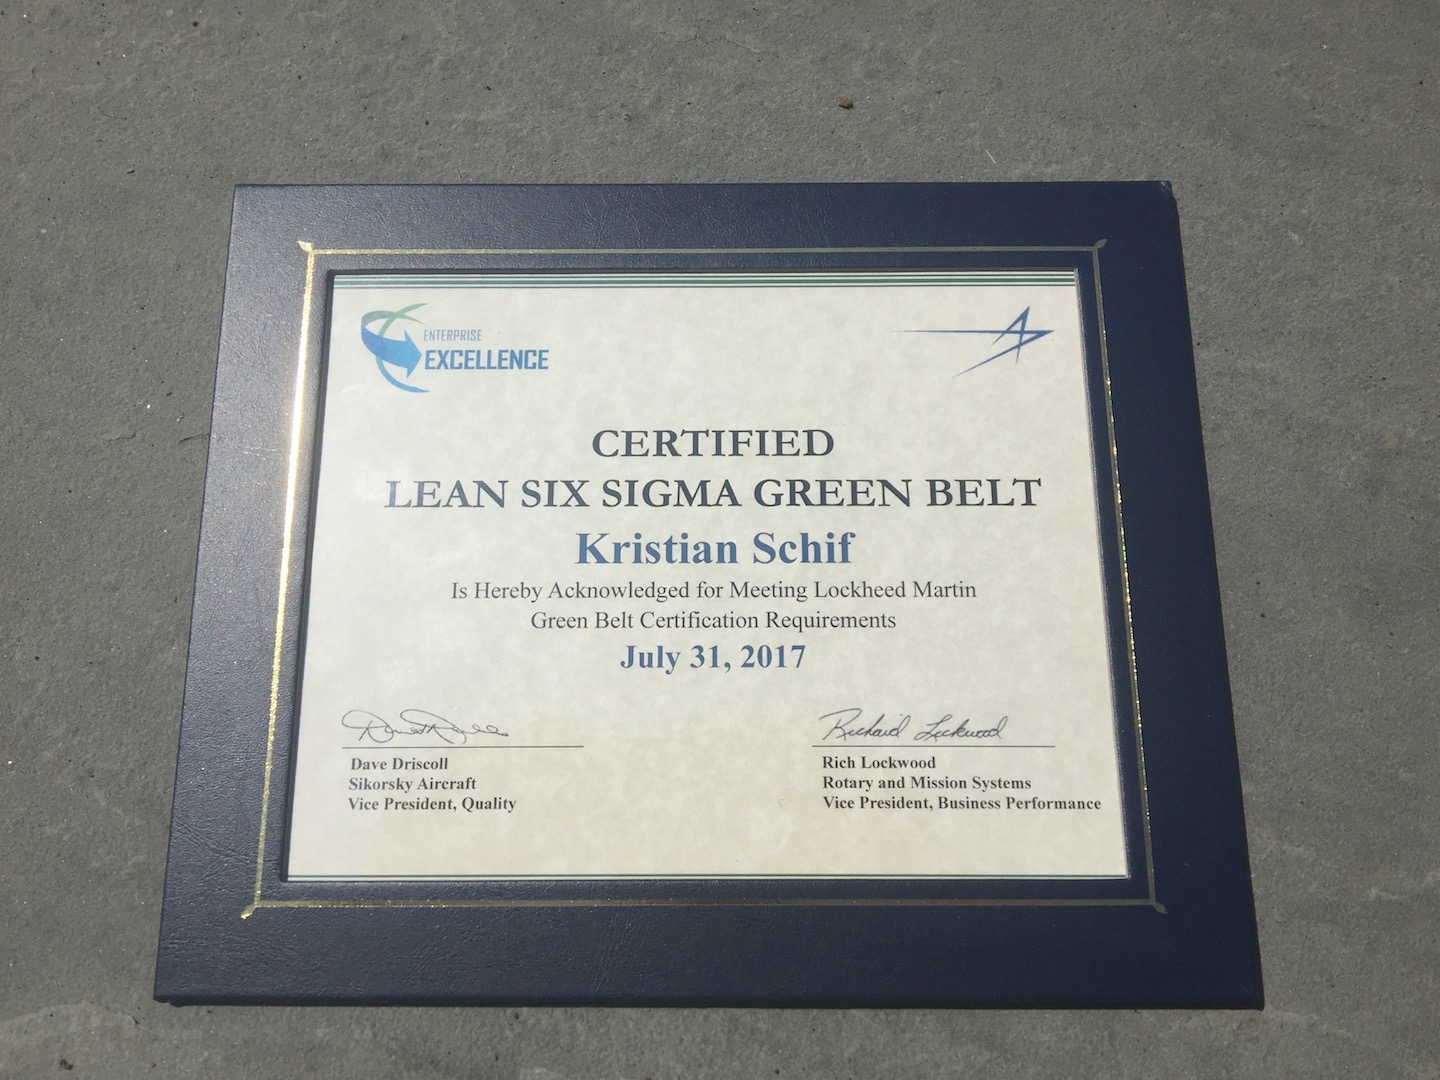 ENTERPRISE
EXCELLENCE
CERTIFIED
LEAN SIX SIGMA GREEN BELT
Kristian Schif
Is Hereby Acknowledged for Meeting Lockheed Martin
Green Belt Certification Requirements
July 31, 2017
Richard Lockwood
Dave Driscoll
Sikorsky Aircraft
Vice President, Quality
Rich Lockwood
Rotary and Mission Systems
Vice President, Business Performance